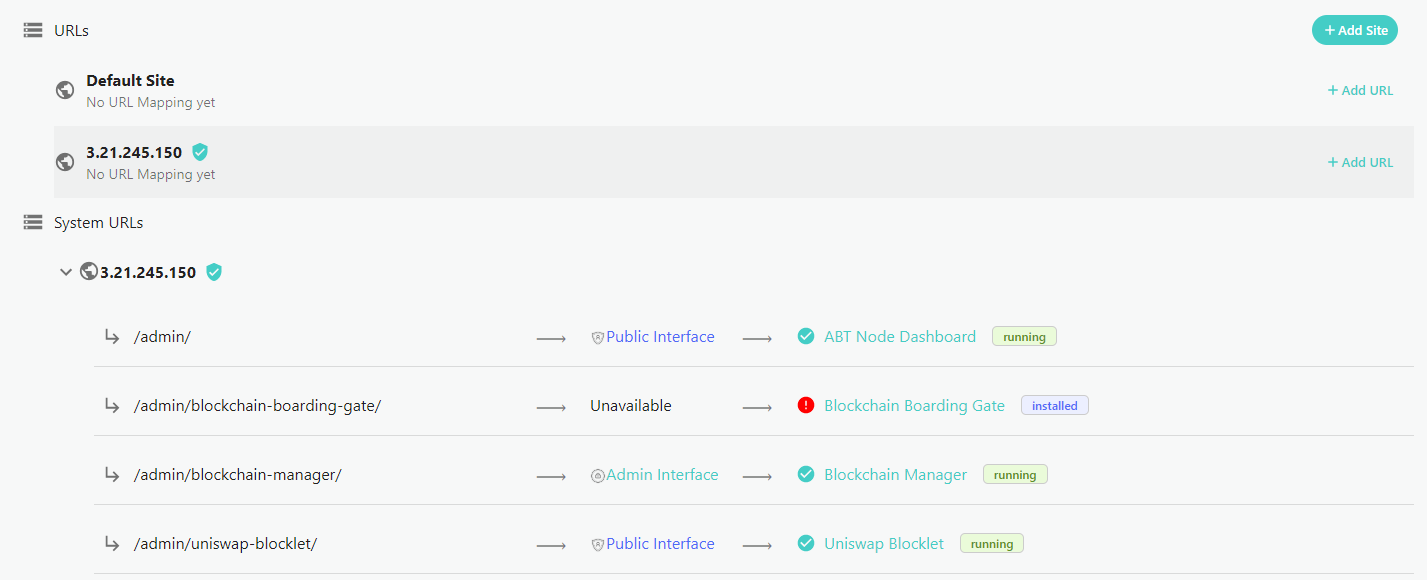 URLs
+ Add Site
Default Site
No URL Mapping yet
+ Add URL
3.21.245.150
No URL Mapping yet
+ Add URL
System URLs
3.21.245.150
/admin/ Public Interface ABT Node Dashboard running
/admin/blockchain-boarding-gate/ Unavailable Blockchain Boarding Gate installed
/admin/blockchain-manager/ Admin Interface Blockchain Manager running
/admin/uniswap-blocklet/ Public Interface Uniswap Blocklet running